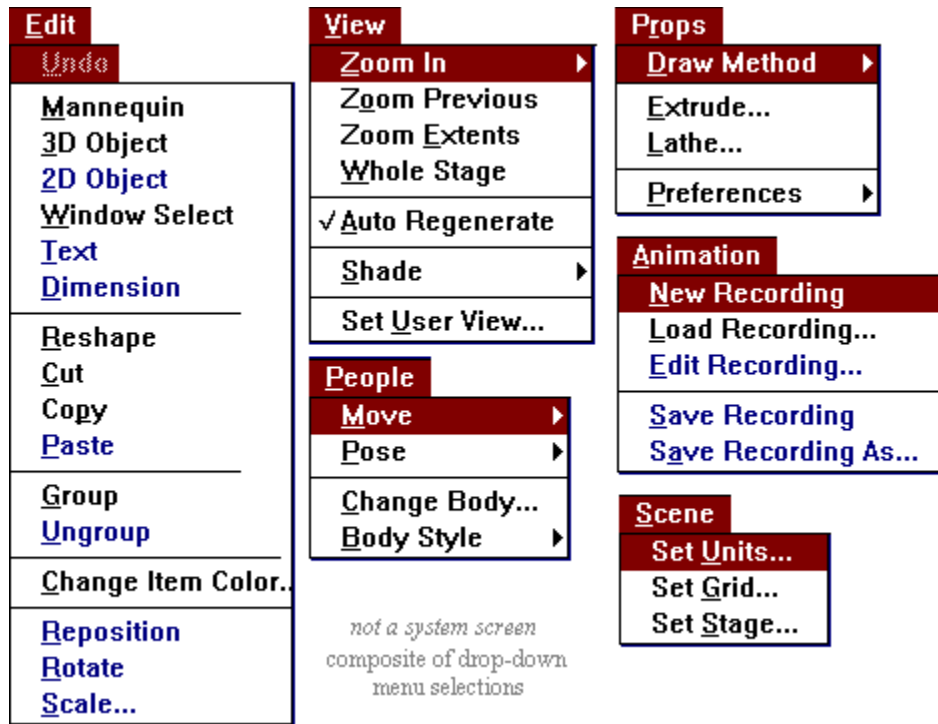 Edit
Undo
Mannequin
3D Object
2D Object
Window Select
Text
Dimension
Reshape
Cut
Copy
Paste
Group
Ungroup
Change Item Color..
Reposition
Rotate
Scale...
View
Zoom In
Zoom Previous
Zoom Extents
Whole Stage
✓ Auto Regenerate
Shade
Set User View...
People
Move
Pose
Change Body...
Body Style
not a system screen
composite of drop-down
menu selections
Props
Draw Method
Extrude...
Lathe...
Preferences
Animation
New Recording
Load Recording...
Edit Recording...
Save Recording
Save Recording As...
Scene
Set Units...
Set Grid...
Set Stage...